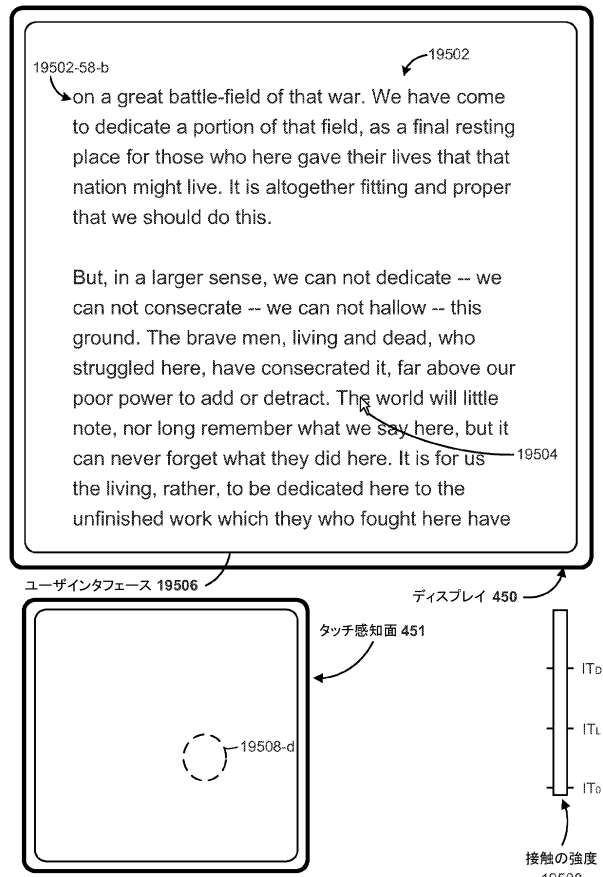 19502
19502-58-b
on a great battle-field of that war. We have come
to dedicate a portion of that field, as a final resting
place for those who here gave their lives that that
nation might live. It is altogether fitting and proper
that we should do this.
But, in a larger sense, we can not dedicate -- we
can not consecrate -- we can not hallow -- this
ground. The brave men, living and dead, who
struggled here, have consecrated it, far above our
poor power to add or detract. The world will little
note, nor long remember what we say here, but it
can never forget what they did here. It is for us
19504
the living, rather, to be dedicated here to the
unfinished work which they who fought here have
ユーザインタフェース 19506
ディスプレイ 450
タッチ感知面 451
19508-d
ITD
ITL
IT0
接触の強度